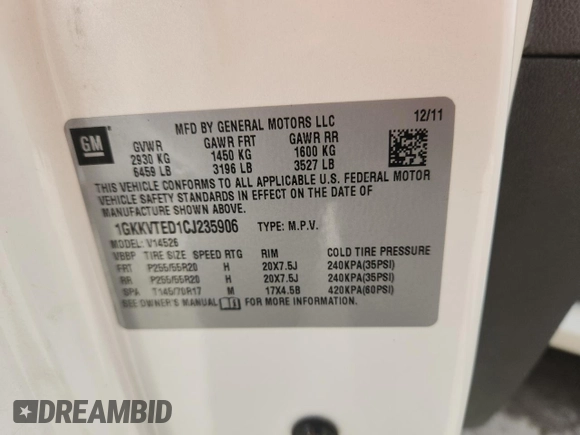 GM
MFD BY GENERAL MOTORS LLC 12/11
GVWR GAWR FRT GAWR RR
2930 KG 1450 KG 1600 KG
6459 LB 3196 LB 3527 LB
THIS VEHICLE CONFORMS TO ALL APPLICABLE U.S. FEDERAL MOTOR
VEHICLE SAFETY STANDARDS IN EFFECT ON THE DATE OF
MANUFACTURE SHOWN ABOVE.
1GKKVTED1CJ235906 TYPE: M.P.V.
MODEL: V14526
VBBP TIRE SIZE SPEED RTG RIM COLD TIRE PRESSURE
FRT P255/55R20 H 20X7.5J 240KPA(35PSI)
RR P255/55R20 H 20X7.5J 240KPA(35PSI)
SPA T145/70R17 M 17X4.5B 420KPA(60PSI)
SEE OWNER'S MANUAL FOR MORE INFORMATION.
DREAMBID